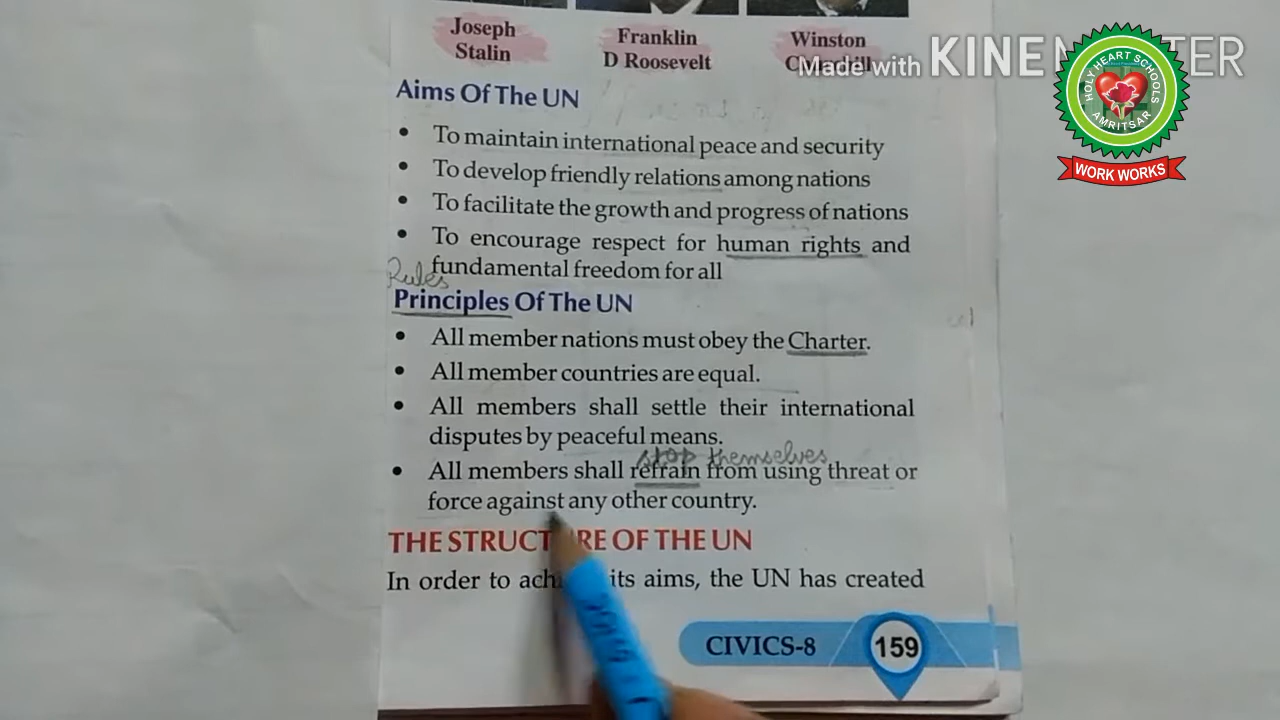 Joseph
Stalin
Franklin
D Roosevelt
Winston
Made with KINEMASTER
HOLY HEART SCHOOLS
AMRITSAR
WORK WORKS
Aims Of The UN
• To maintain international peace and security
• To develop friendly relations among nations
• To facilitate the growth and progress of nations
• To encourage respect for human rights and
fundamental freedom for all
Rules
Principles Of The UN
• All member nations must obey the Charter.
• All member countries are equal.
• All members shall settle their international
disputes by peaceful means.
stop themselves
• All members shall refrain from using threat or
force against any other country.
THE STRUCTURE OF THE UN
In order to achieve its aims, the UN has created
CIVICS-8
159